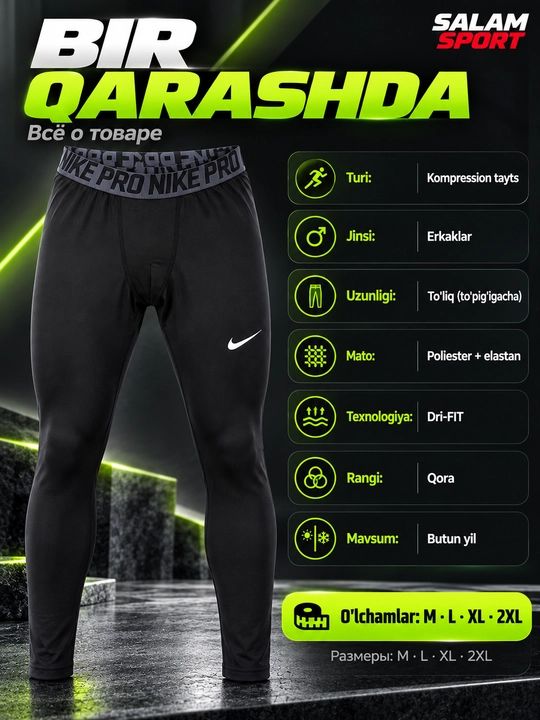 BIR
QARASHDA
Всё о товаре
SALAM
SPORT
NIKE PRO NIKE PRO
Turi: Kompression tayts
Jinsi: Erkaklar
Uzunligi: To'liq (to'pig'igacha)
Mato: Poliester + elastan
Texnologiya: Dri-FIT
Rangi: Qora
Mavsum: Butun yil
O'lchamlar: M · L · XL · 2XL
Размеры: M · L · XL · 2XL